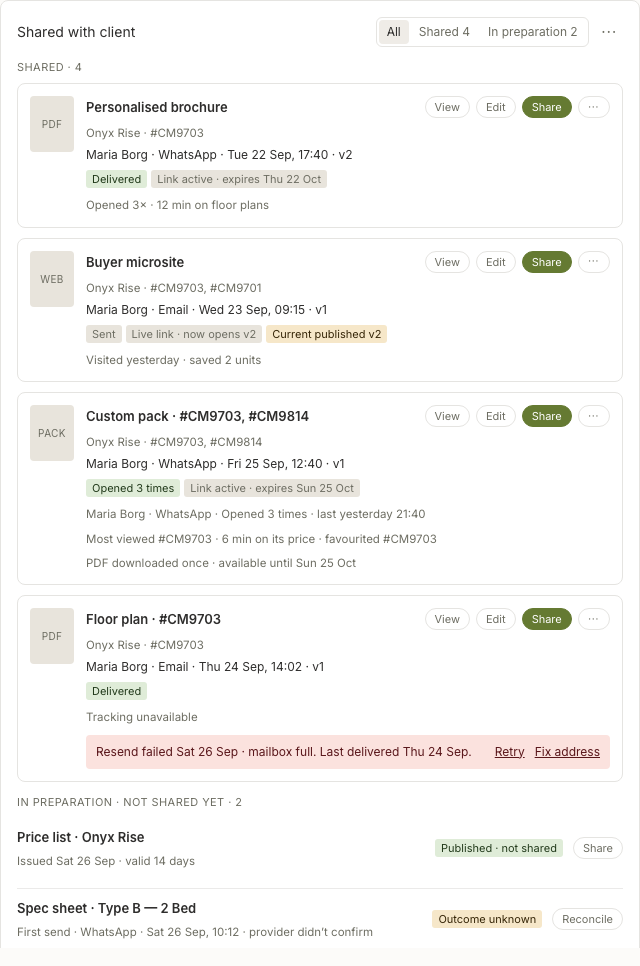 Shared with client
All Shared 4 In preparation 2 ···
SHARED · 4
PDF
Personalised brochure
View Edit Share ···
Onyx Rise · #CM9703
Maria Borg · WhatsApp · Tue 22 Sep, 17:40 · v2
Delivered Link active · expires Thu 22 Oct
Opened 3× · 12 min on floor plans
WEB
Buyer microsite
View Edit Share ···
Onyx Rise · #CM9703, #CM9701
Maria Borg · Email · Wed 23 Sep, 09:15 · v1
Sent Live link · now opens v2 Current published v2
Visited yesterday · saved 2 units
PACK
Custom pack · #CM9703, #CM9814
View Edit Share ···
Onyx Rise · #CM9703, #CM9814
Maria Borg · WhatsApp · Fri 25 Sep, 12:40 · v1
Opened 3 times Link active · expires Sun 25 Oct
Maria Borg · WhatsApp · Opened 3 times · last yesterday 21:40
Most viewed #CM9703 · 6 min on its price · favourited #CM9703
PDF downloaded once · available until Sun 25 Oct
PDF
Floor plan · #CM9703
View Edit Share ···
Onyx Rise · #CM9703
Maria Borg · Email · Thu 24 Sep, 14:02 · v1
Delivered
Tracking unavailable
Resend failed Sat 26 Sep · mailbox full. Last delivered Thu 24 Sep. Retry Fix address
IN PREPARATION · NOT SHARED YET · 2
Price list · Onyx Rise
Published · not shared Share
Issued Sat 26 Sep · valid 14 days
Spec sheet · Type B — 2 Bed
Outcome unknown Reconcile
First send · WhatsApp · Sat 26 Sep, 10:12 · provider didn’t confirm